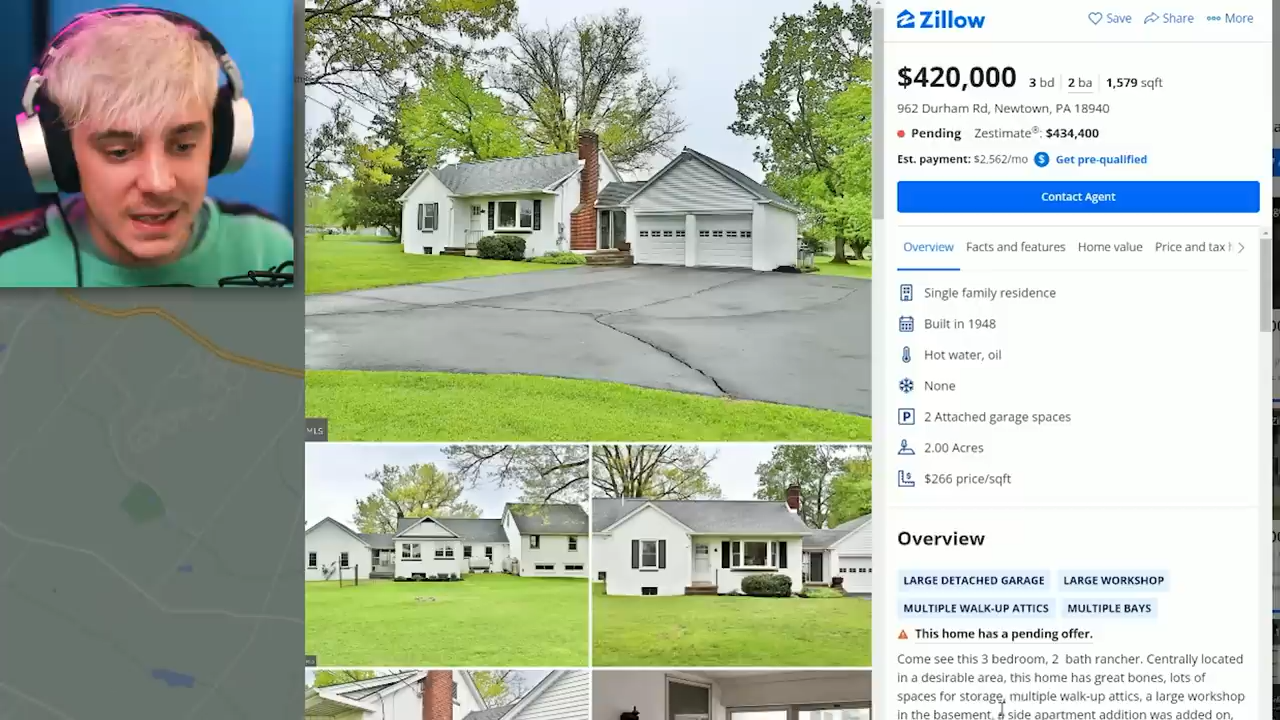 Zillow
Save
Share
More
$420,000 3 bd 2 ba 1,579 sqft
962 Durham Rd, Newtown, PA 18940
Pending Zestimate®: $434,400
Est. payment: $2,562/mo $ Get pre-qualified
Contact Agent
Overview Facts and features Home value Price and tax h
Single family residence
Built in 1948
Hot water, oil
None
P 2 Attached garage spaces
2.00 Acres
$266 price/sqft
Overview
LARGE DETACHED GARAGE LARGE WORKSHOP
MULTIPLE WALK-UP ATTICS MULTIPLE BAYS
This home has a pending offer.
Come see this 3 bedroom, 2 bath rancher. Centrally located
in a desirable area, this home has great bones, lots of
spaces for storage, multiple walk-up attics, a large workshop
in the basement. a side apartment addition was added on,
MLS